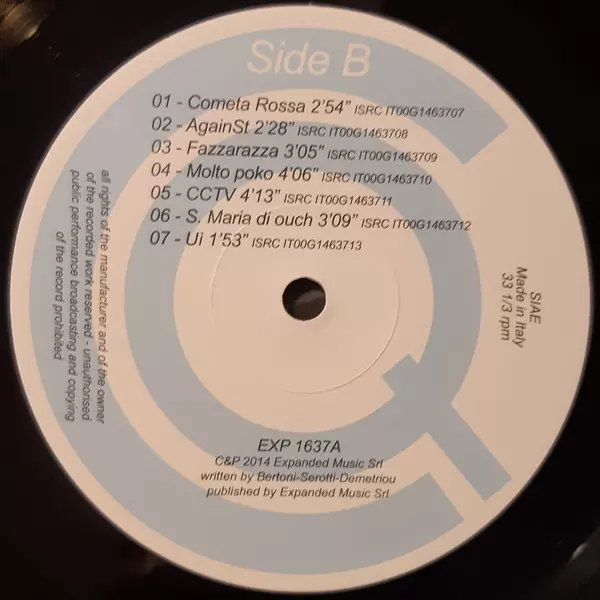 Side B
01 - Cometa Rossa 2'54" ISRC IT00G1463707
02 - AgainSt 2'28" ISRC IT00G1463708
03 - Fazzarazza 3'05" ISRC IT00G1463709
04 - Molto poko 4'06" ISRC IT00G1463710
05 - CCTV 4'13" ISRC IT00G1463711
06 - S. Maria di ouch 3'09" ISRC IT00G1463712
07 - Ui 1'53" ISRC IT00G1463713
all rights of the manufacturer and of the owner
of the recorded work reserved - unauthorised
public performance broadcasting and copying
of the record prohibited
SIAE
Made in Italy
33 1/3 rpm
EXP 1637A
C&P 2014 Expanded Music Srl
written by Bertoni-Serotti-Demetriou
published by Expanded Music Srl